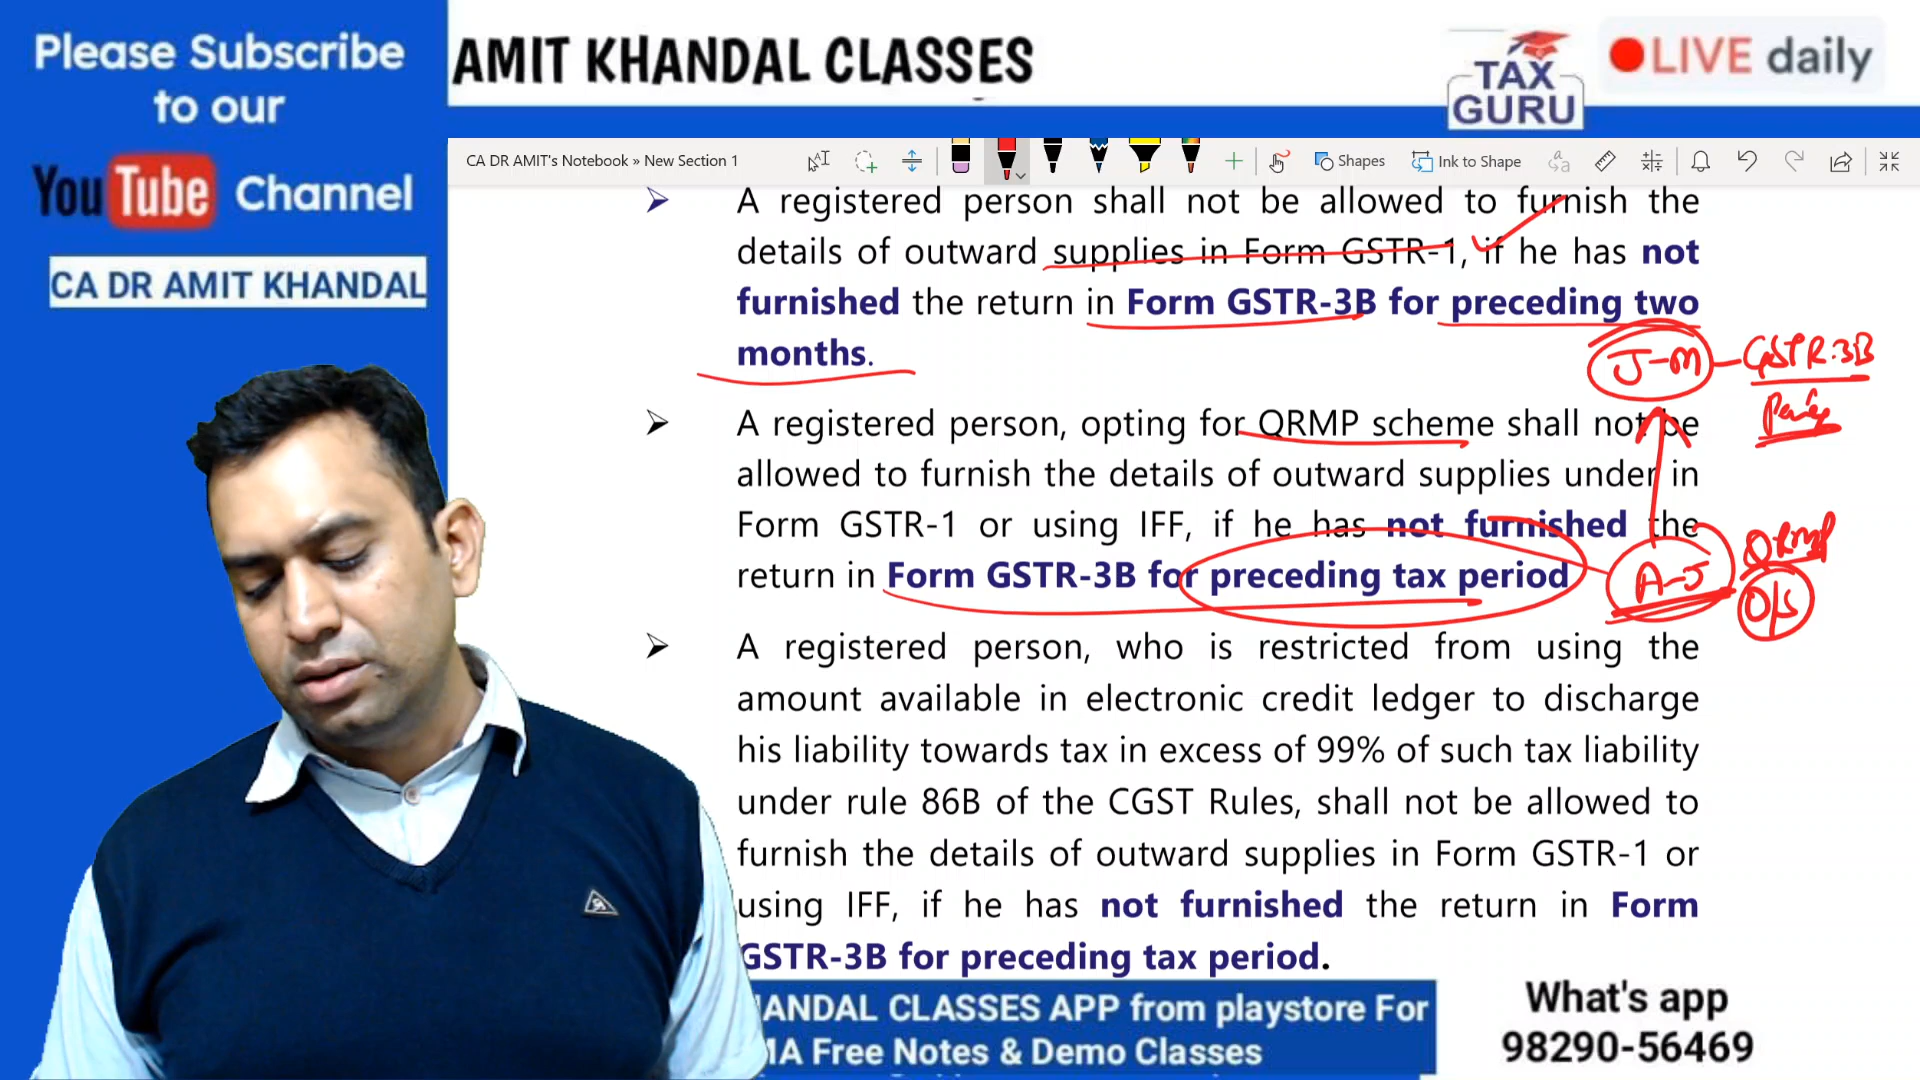 Please Subscribe
to our
YouTube Channel
CA DR AMIT KHANDAL
AMIT KHANDAL CLASSES
TAX
GURU
LIVE daily
CA DR AMIT's Notebook » New Section 1
Shapes
Ink to Shape
A registered person shall not be allowed to furnish the
details of outward supplies in Form GSTR-1, if he has not
furnished the return in Form GSTR-3B for preceding two
months.
J-M - GSTR-3B
A registered person, opting for QRMP scheme shall not be
allowed to furnish the details of outward supplies under in
Form GSTR-1 or using IFF, if he has not furnished the
return in Form GSTR-3B for preceding tax period
A-J
QRMP
O/S
A registered person, who is restricted from using the
amount available in electronic credit ledger to discharge
his liability towards tax in excess of 99% of such tax liability
under rule 86B of the CGST Rules, shall not be allowed to
furnish the details of outward supplies in Form GSTR-1 or
using IFF, if he has not furnished the return in Form
GSTR-3B for preceding tax period.
ANDAL CLASSES APP from playstore For
Free Notes & Demo Classes
What's app
98290-56469